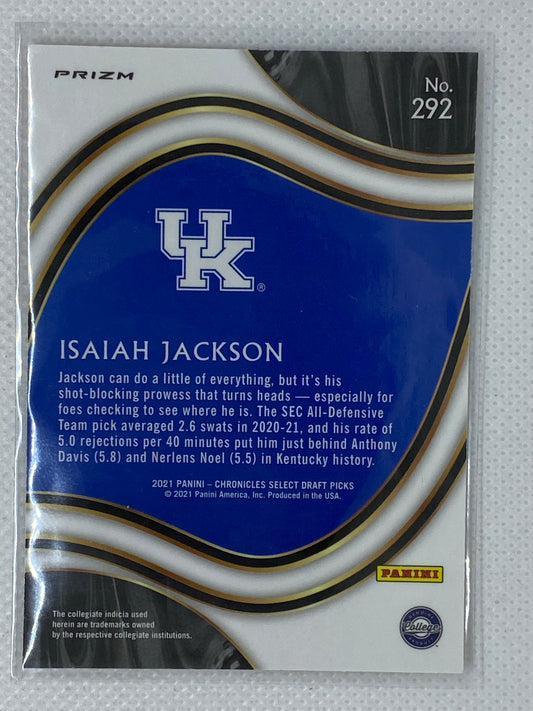 PRIZM
No.
292
UK
®
ISAIAH JACKSON
Jackson can do a little of everything, but it's his
shot-blocking prowess that turns heads — especially for
foes checking to see where he is. The SEC All-Defensive
Team pick averaged 2.6 swats in 2020-21, and his rate of
5.0 rejections per 40 minutes put him just behind Anthony
Davis (5.8) and Nerlens Noel (5.5) in Kentucky history.
2021 PANINI – CHRONICLES SELECT DRAFT PICKS
© 2021 Panini America, Inc. Produced in the USA.
PANINI
The collegiate indicia used
herein are trademarks owned
by the respective collegiate institutions.
College